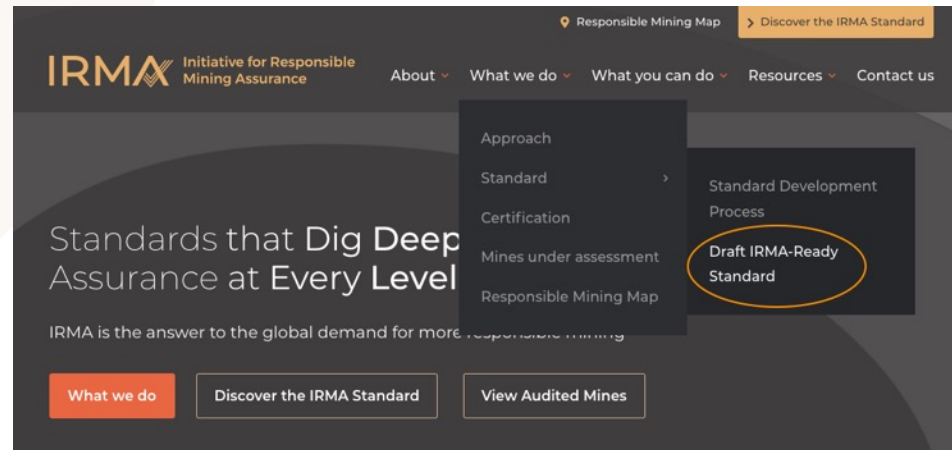 Responsible Mining Map
Discover the IRMA Standard
IRMA
Initiative for Responsible
Mining Assurance
About
What we do
What you can do
Resources
Contact us
Approach
Standard
Certification
Mines under assessment
Responsible Mining Map
Standard Development
Process
Draft IRMA-Ready
Standard
Standards that Dig Deep
Assurance at Every Level
IRMA is the answer to the global demand for more responsible mining
What we do
Discover the IRMA Standard
View Audited Mines